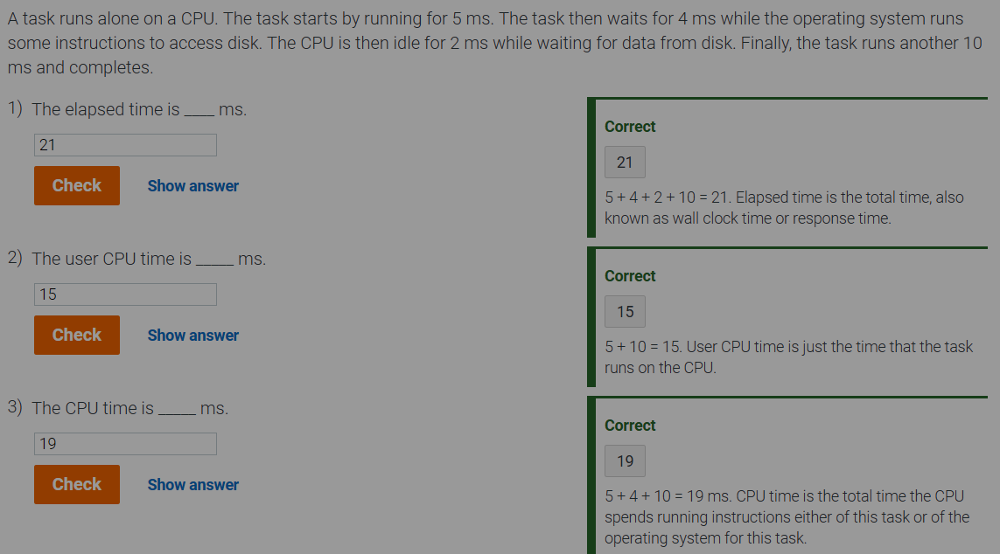 A task runs alone on a CPU. The task starts by running for 5 ms. The task then waits for 4 ms while the operating system runs
some instructions to access disk. The CPU is then idle for 2 ms while waiting for data from disk. Finally, the task runs another 10
ms and completes.
1) The elapsed time is ____ ms.
21
Check Show answer
Correct
21
5 + 4 + 2 + 10 = 21. Elapsed time is the total time, also
known as wall clock time or response time.
2) The user CPU time is _____ ms.
15
Check Show answer
Correct
15
5 + 10 = 15. User CPU time is just the time that the task
runs on the CPU.
3) The CPU time is _____ ms.
19
Check Show answer
Correct
19
5 + 4 + 10 = 19 ms. CPU time is the total time the CPU
spends running instructions either of this task or of the
operating system for this task.